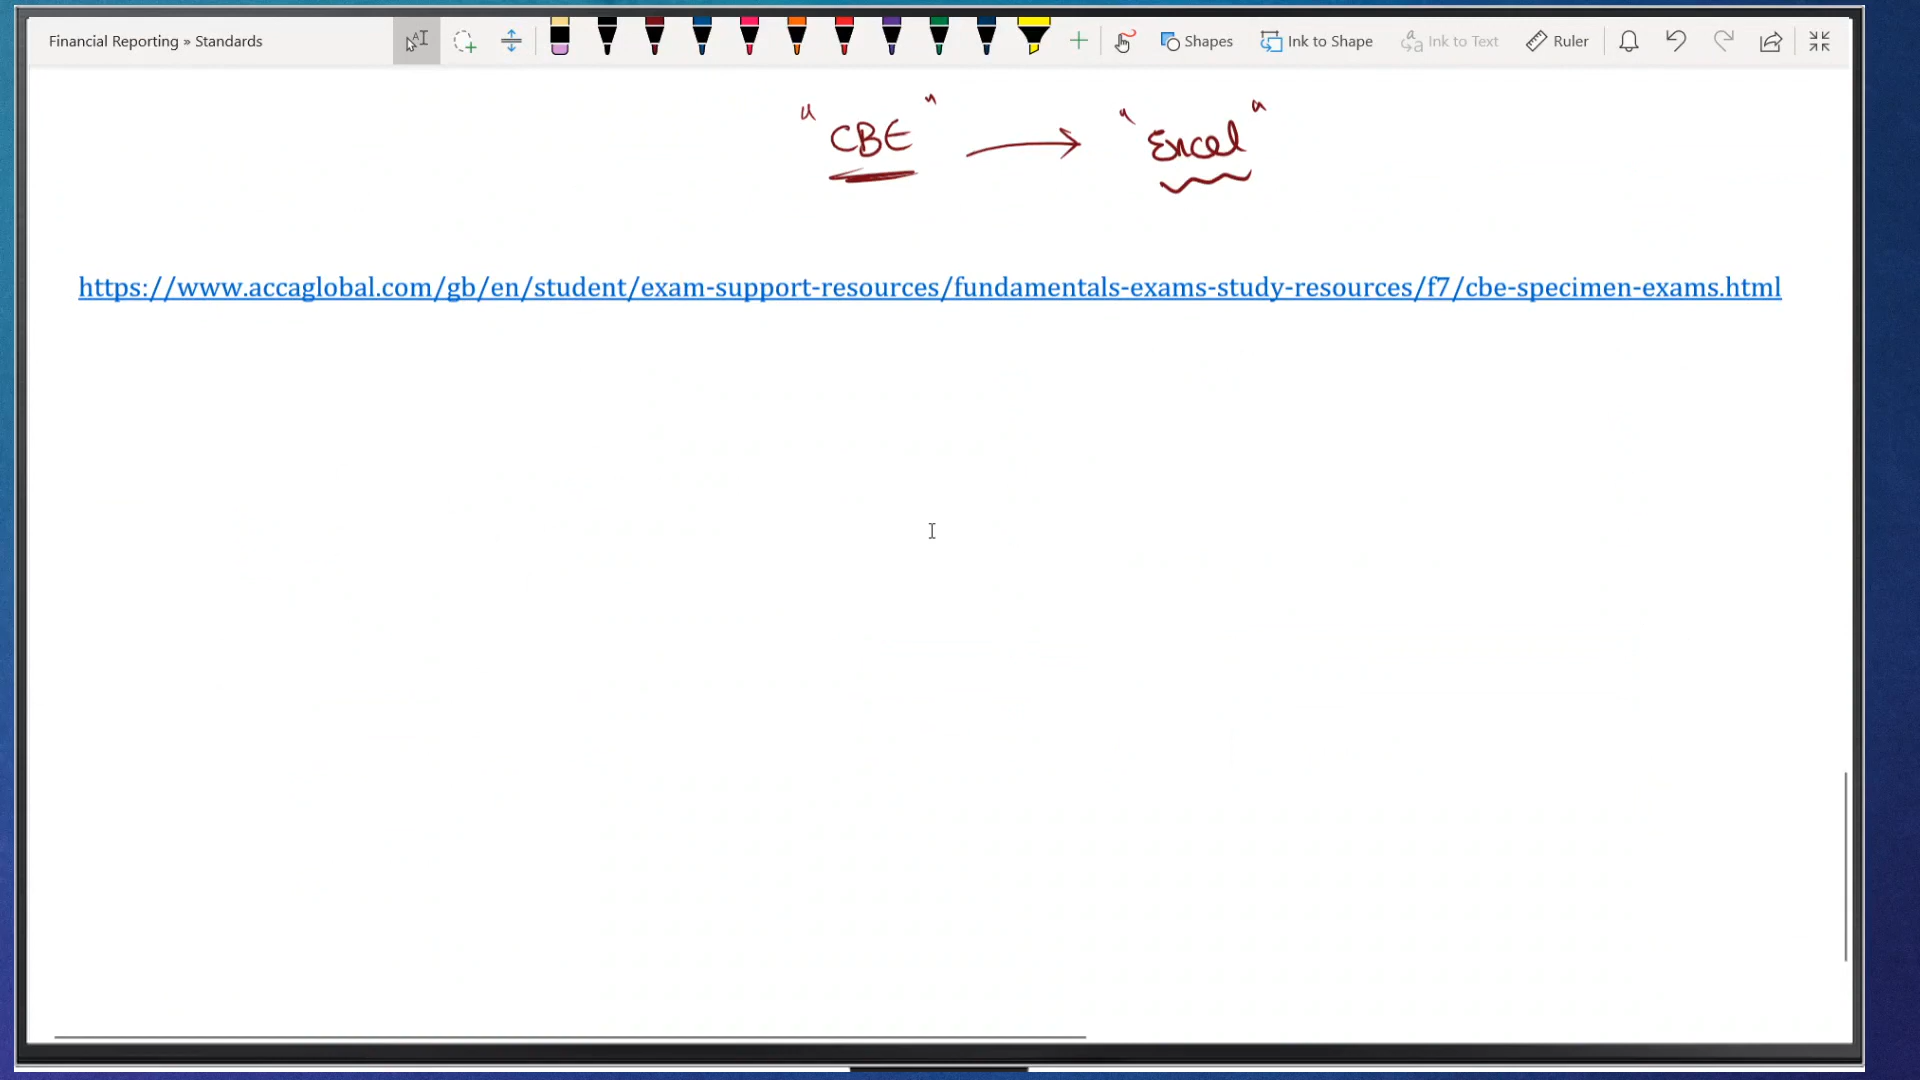 Financial Reporting » Standards
Shapes
Ink to Shape
Ink to Text
Ruler
"CBE" → "Excel"
https://www.accaglobal.com/gb/en/student/exam-support-resources/fundamentals-exams-study-resources/f7/cbe-specimen-exams.html